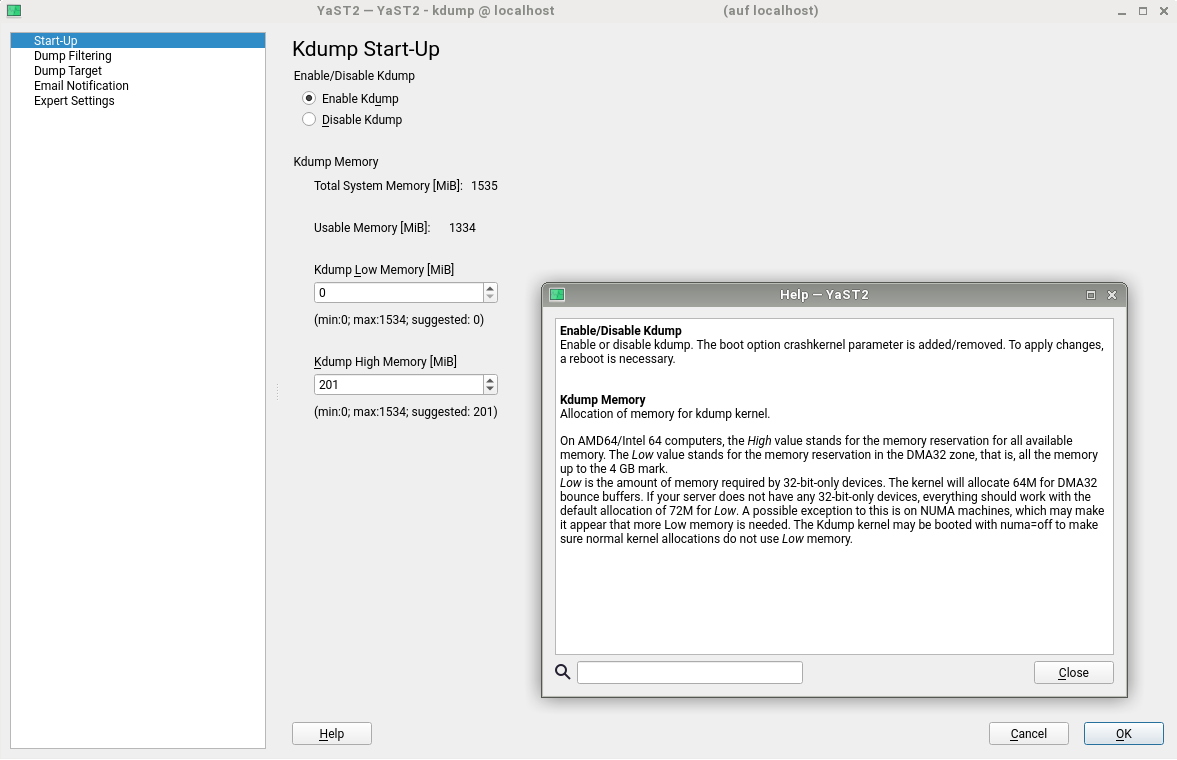 YaST2 — YaST2 - kdump @ localhost (auf localhost)
Start-Up
Dump Filtering
Dump Target
Email Notification
Expert Settings
Kdump Start-Up
Enable/Disable Kdump
Enable Kdump
Disable Kdump
Kdump Memory
Total System Memory [MiB]: 1535
Usable Memory [MiB]: 1334
Kdump Low Memory [MiB]
0
(min:0; max:1534; suggested: 0)
Kdump High Memory [MiB]
201
(min:0; max:1534; suggested: 201)
Help — YaST2
Enable/Disable Kdump
Enable or disable kdump. The boot option crashkernel parameter is added/removed. To apply changes,
a reboot is necessary.
Kdump Memory
Allocation of memory for kdump kernel.
On AMD64/Intel 64 computers, the High value stands for the memory reservation for all available
memory. The Low value stands for the memory reservation in the DMA32 zone, that is, all the memory
up to the 4 GB mark.
Low is the amount of memory required by 32-bit-only devices. The kernel will allocate 64M for DMA32
bounce buffers. If your server does not have any 32-bit-only devices, everything should work with the
default allocation of 72M for Low. A possible exception to this is on NUMA machines, which may make
it appear that more Low memory is needed. The Kdump kernel may be booted with numa=off to make
sure normal kernel allocations do not use Low memory.
Close
Help
Cancel
OK